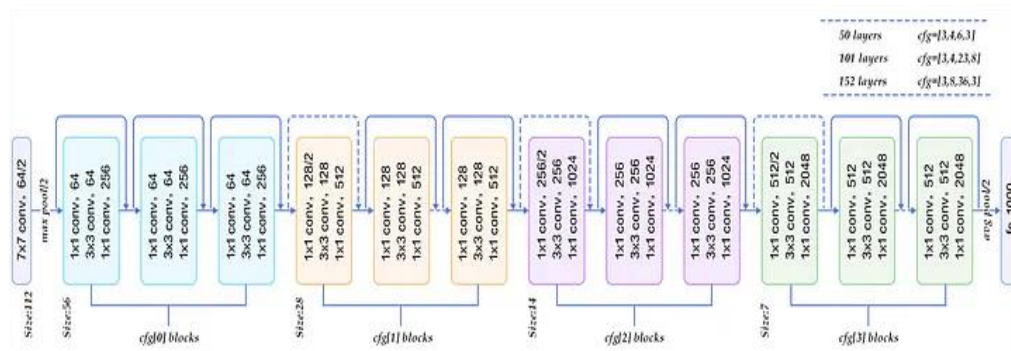 50 layers cfg=[3,4,6,3]
101 layers cfg=[3,4,23,8]
152 layers cfg=[3,8,36,3]
7x7 conv, 64/2
max pool/2
1x1 conv, 64
3x3 conv, 64
1x1 conv, 256
1x1 conv, 64
3x3 conv, 64
1x1 conv, 256
1x1 conv, 64
3x3 conv, 64
1x1 conv, 256
1x1 conv, 128/2
3x3 conv, 128
1x1 conv, 512
1x1 conv, 128
3x3 conv, 128
1x1 conv, 512
1x1 conv, 128
3x3 conv, 128
1x1 conv, 512
1x1 conv, 256/2
3x3 conv, 256
1x1 conv, 1024
1x1 conv, 256
3x3 conv, 256
1x1 conv, 1024
1x1 conv, 256
3x3 conv, 256
1x1 conv, 1024
1x1 conv, 512/2
3x3 conv, 512
1x1 conv, 2048
1x1 conv, 512
3x3 conv, 512
1x1 conv, 2048
1x1 conv, 512
3x3 conv, 512
1x1 conv, 2048
avg pool/2
Size:112
Size:56
Size:28
Size:14
Size:7
cfg[0] blocks
cfg[1] blocks
cfg[2] blocks
cfg[3] blocks